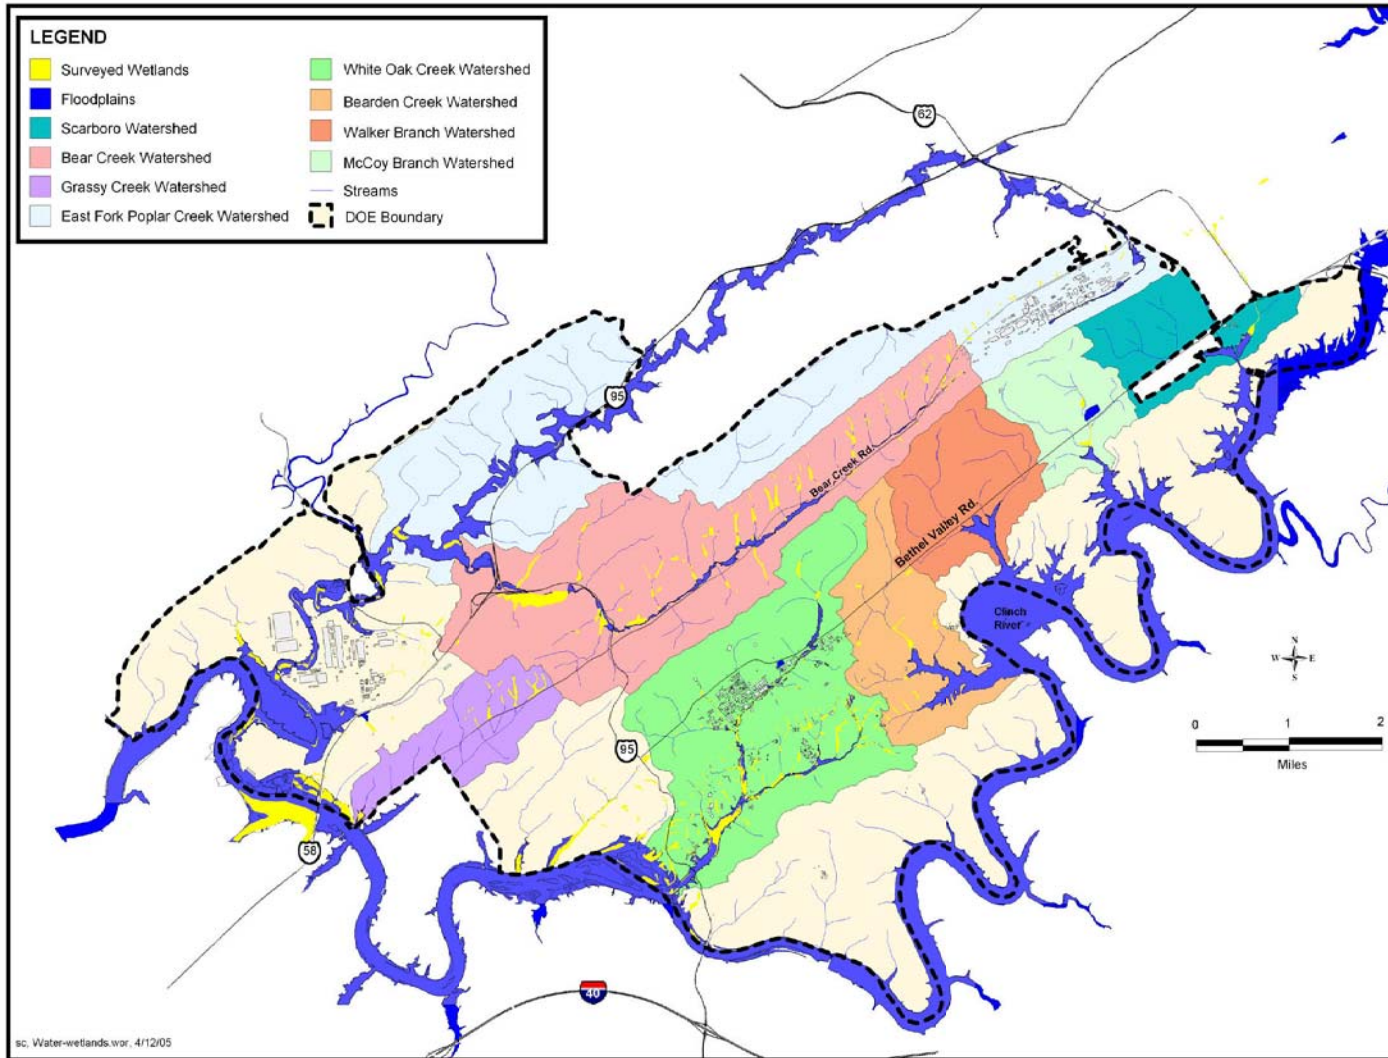 LEGEND
Surveyed Wetlands
Floodplains
Scarboro Watershed
Bear Creek Watershed
Grassy Creek Watershed
East Fork Poplar Creek Watershed
White Oak Creek Watershed
Bearden Creek Watershed
Walker Branch Watershed
McCoy Branch Watershed
Streams
DOE Boundary
62
95
Bear Creek Rd.
Bethel Valley Rd.
Clinch
River
N
W E
S
0 1 2
Miles
95
58
40
sc, Water-wetlands.wor, 4/12/05